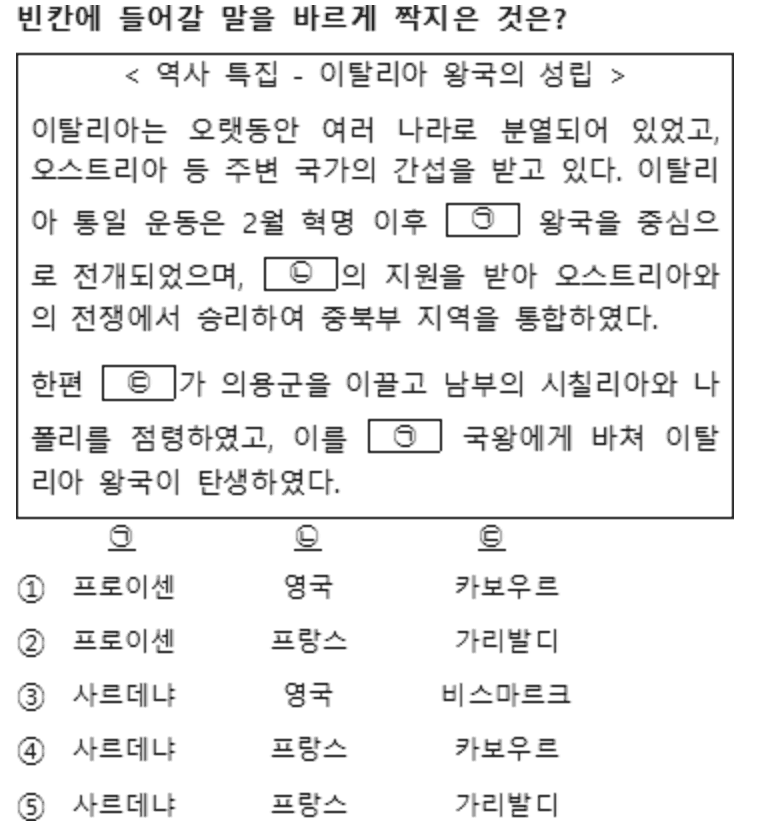 빈칸에 들어갈 말을 바르게 짝지은 것은?
< 역사 특집 - 이탈리아 왕국의 성립 >
이탈리아는 오랫동안 여러 나라로 분열되어 있었고,
오스트리아 등 주변 국가의 간섭을 받고 있다. 이탈리
아 통일 운동은 2월 혁명 이후 ㉠ 왕국을 중심으
로 전개되었으며, ㉡의 지원을 받아 오스트리아와
의 전쟁에서 승리하여 중북부 지역을 통합하였다.
한편 ㉢가 의용군을 이끌고 남부의 시칠리아와 나
폴리를 점령하였고, 이를 ㉠ 국왕에게 바쳐 이탈
리아 왕국이 탄생하였다.
㉠ ㉡ ㉢
① 프로이센 영국 카보우르
② 프로이센 프랑스 가리발디
③ 사르데냐 영국 비스마르크
④ 사르데냐 프랑스 카보우르
⑤ 사르데냐 프랑스 가리발디